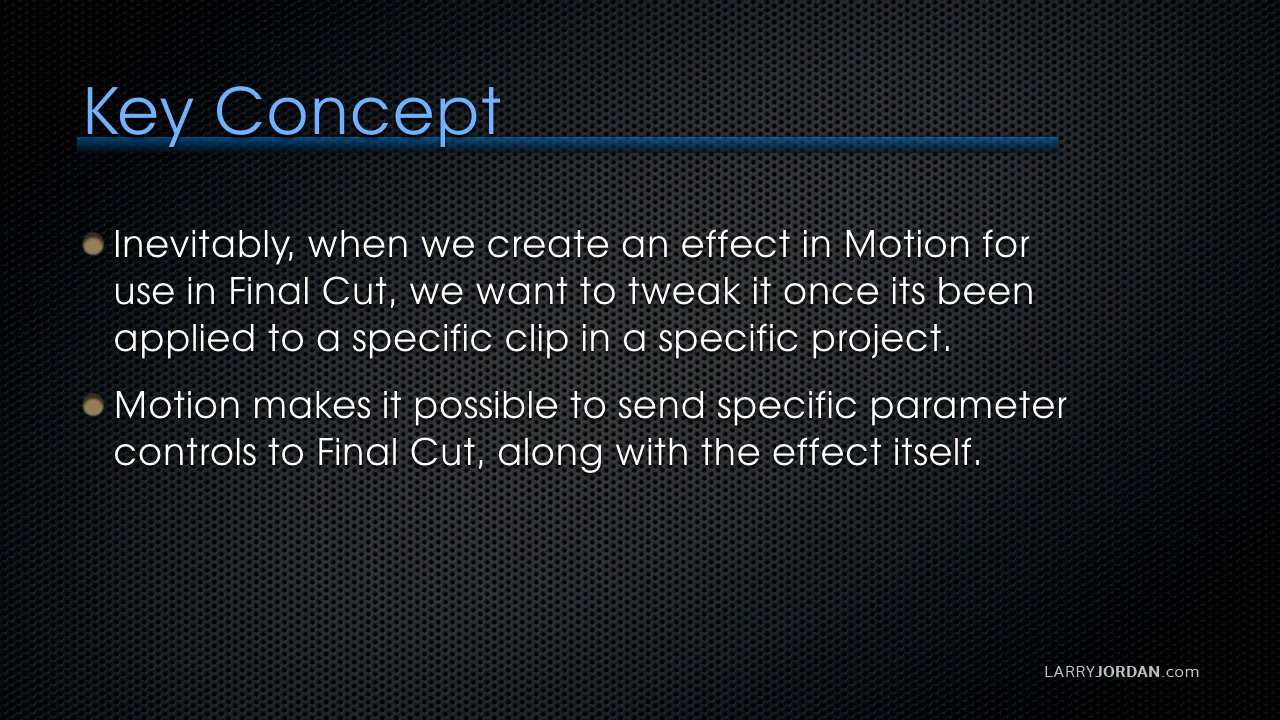 Key Concept
Inevitably, when we create an effect in Motion for
use in Final Cut, we want to tweak it once its been
applied to a specific clip in a specific project.
Motion makes it possible to send specific parameter
controls to Final Cut, along with the effect itself.
LARRYJORDAN.com